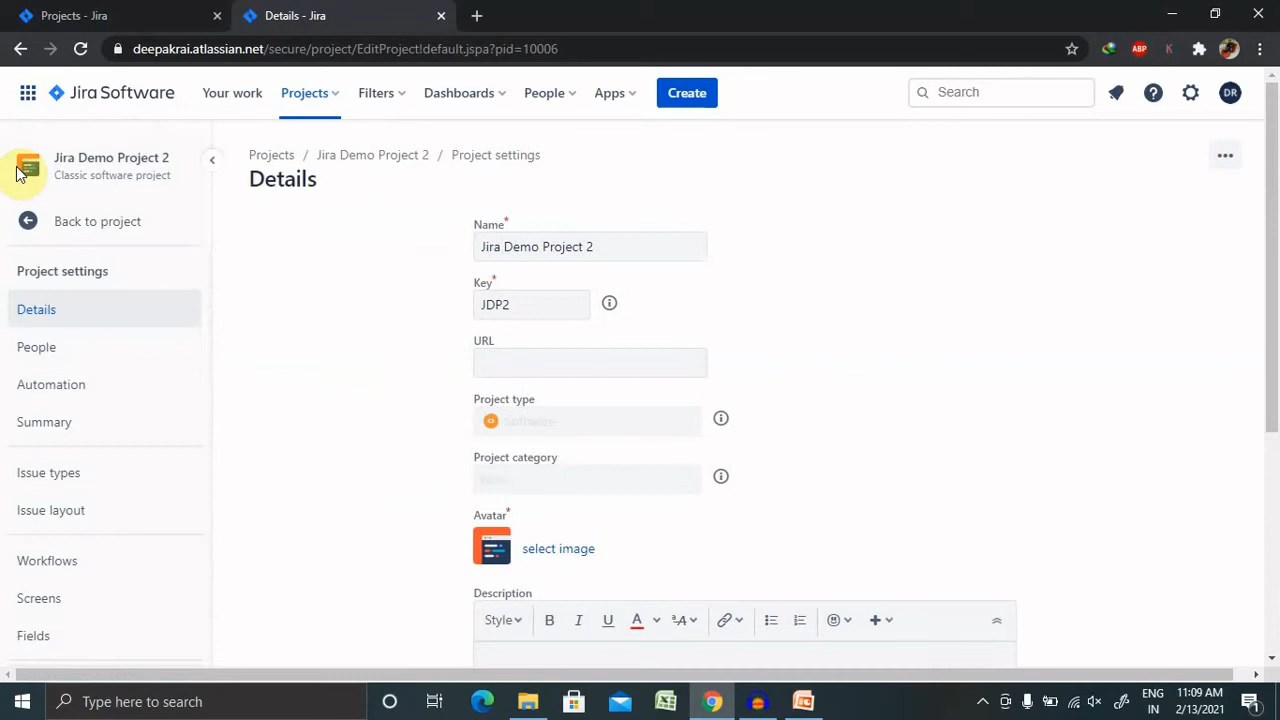 Projects - Jira
Details - Jira
deepakrai.atlassian.net/secure/project/EditProject!default.jspa?pid=10006
ABP
K
Jira Software
Your work
Projects
Filters
Dashboards
People
Apps
Create
Search
DR
Jira Demo Project 2
Classic software project
Back to project
Project settings
Details
People
Automation
Summary
Issue types
Issue layout
Workflows
Screens
Fields
Projects / Jira Demo Project 2 / Project settings
Details
Name*
Jira Demo Project 2
Key*
JDP2
URL
Project type
Software
Project category
Avatar*
select image
Description
Style
B I U A
Type here to search
ENG
IN
11:09 AM
2/13/2021
1